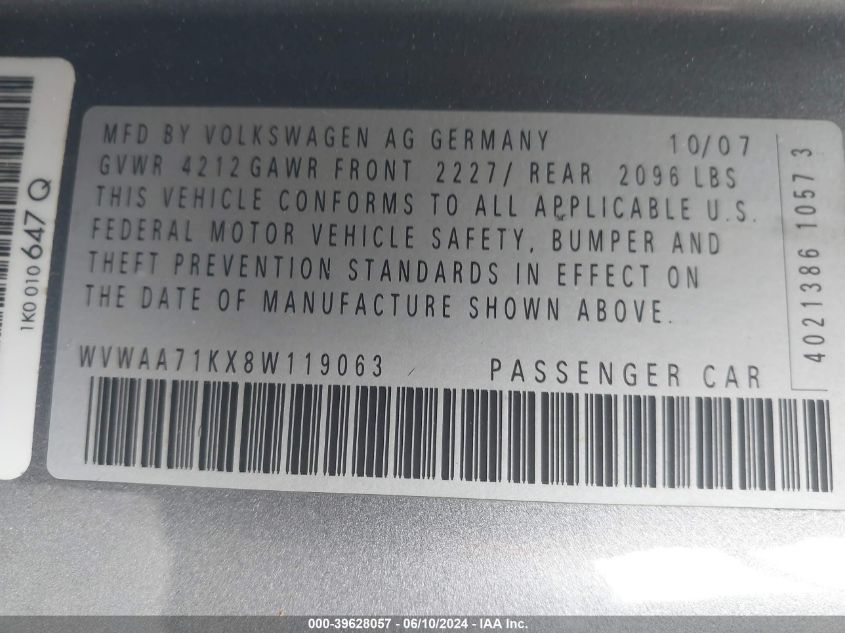 MFD BY VOLKSWAGEN AG GERMANY 10/07
GVWR 4212 GAWR FRONT 2227/ REAR 2096 LBS
THIS VEHICLE CONFORMS TO ALL APPLICABLE U.S.
FEDERAL MOTOR VEHICLE SAFETY, BUMPER AND
THEFT PREVENTION STANDARDS IN EFFECT ON
THE DATE OF MANUFACTURE SHOWN ABOVE.
WVWAA71KX8W119063 PASSENGER CAR
4021386 1057 3
1K0 010 647 Q
000-39628057 - 06/10/2024 - IAA Inc.